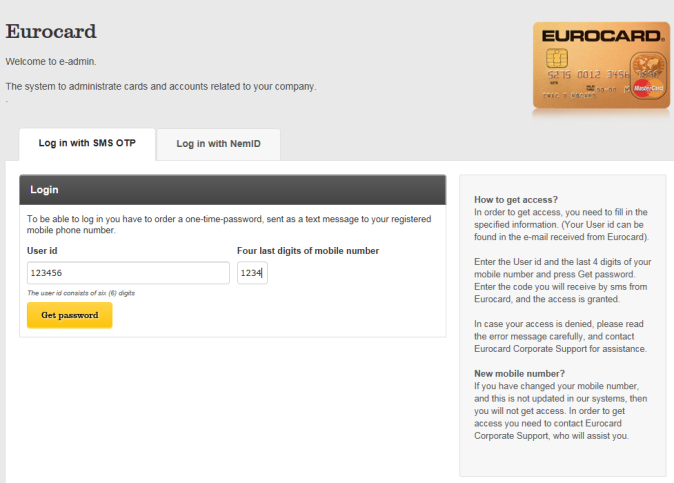 Eurocard
Welcome to e-admin.
The system to administrate cards and accounts related to your company.
EUROCARD®
5215 0012 3456
MasterCard
Log in with SMS OTP
Log in with NemID
Login
To be able to log in you have to order a one-time-password, sent as a text message to your registered
mobile phone number.
User id
Four last digits of mobile number
123456
1234
The user id consists of six (6) digits
Get password
How to get access?
In order to get access, you need to fill in the
specified information. (Your User id can be
found in the e-mail received from Eurocard).
Enter the User id and the last 4 digits of your
mobile number and press Get password.
Enter the code you will receive by sms from
Eurocard, and the access is granted.
In case your access is denied, please read
the error message carefully, and contact
Eurocard Corporate Support for assistance.
New mobile number?
If you have changed your mobile number,
and this is not updated in our systems, then
you will not get access. In order to get
access you need to contact Eurocard
Corporate Support, who will assist you.